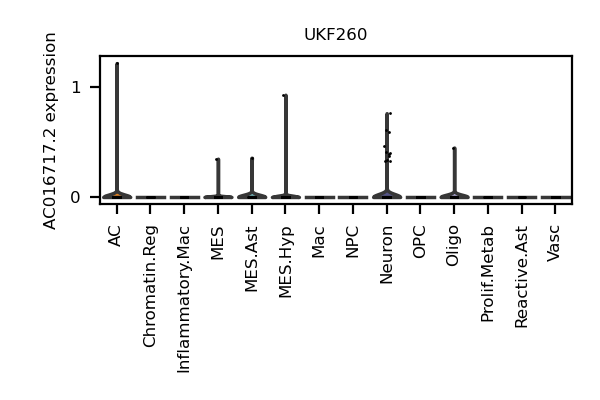 UKF260
AC016717.2 expression
1
0
AC
Chromatin.Reg
Inflammatory.Mac
MES
MES.Ast
MES.Hyp
Mac
NPC
Neuron
OPC
Oligo
Prolif.Metab
Reactive.Ast
Vasc